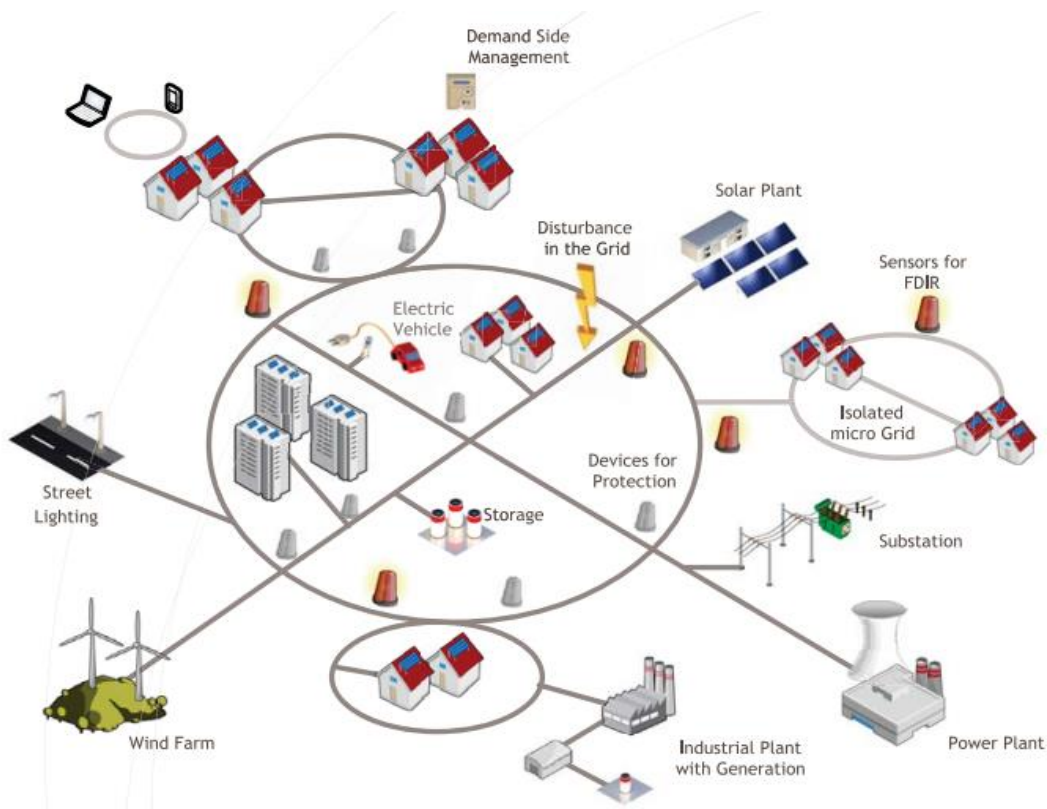 Demand Side
Management
Solar Plant
Disturbance
in the Grid
Sensors for
FDIR
Electric
Vehicle
Isolated
micro Grid
Devices for
Protection
Street
Lighting
Storage
Substation
Wind Farm
Industrial Plant
with Generation
Power Plant